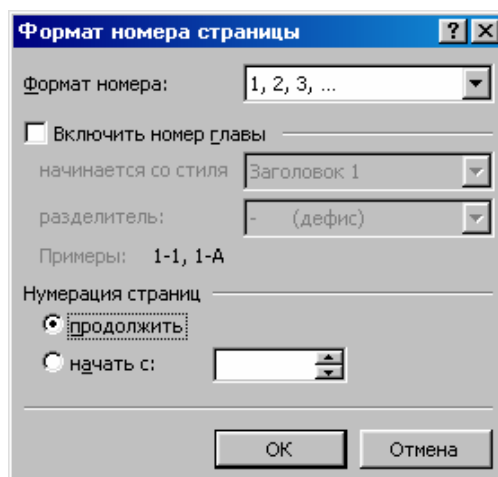 Формат номера страницы
Формат номера: 1, 2, 3, ...
Включить номер главы
начинается со стиля Заголовок 1
разделитель: - (дефис)
Примеры: 1-1, 1-A
Нумерация страниц
продолжить
начать с:
ОК Отмена